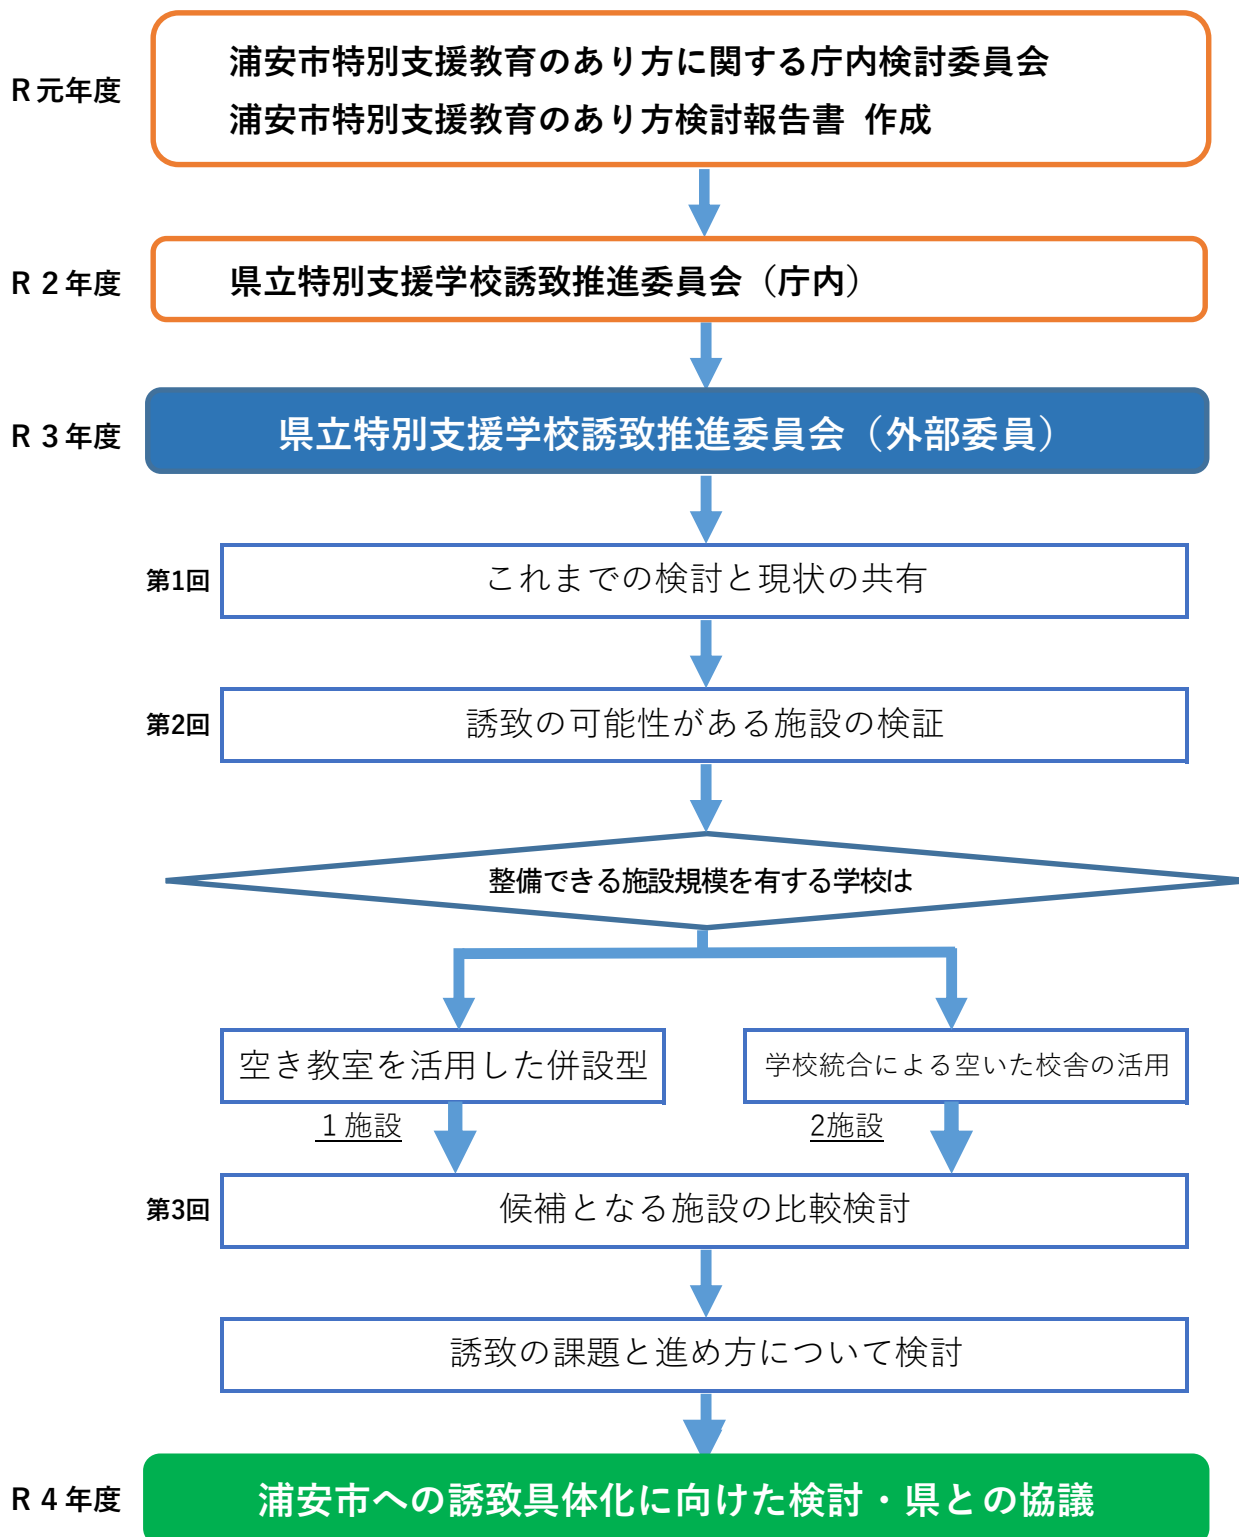 R元年度
浦安市特別支援教育のあり方に関する庁内検討委員会
浦安市特別支援教育のあり方検討報告書 作成
R２年度
県立特別支援学校誘致推進委員会（庁内）
R３年度
県立特別支援学校誘致推進委員会（外部委員）
第1回
これまでの検討と現状の共有
第2回
誘致の可能性がある施設の検証
整備できる施設規模を有する学校は
空き教室を活用した併設型
学校統合による空いた校舎の活用
１施設
2施設
第3回
候補となる施設の比較検討
誘致の課題と進め方について検討
R４年度
浦安市への誘致具体化に向けた検討・県との協議